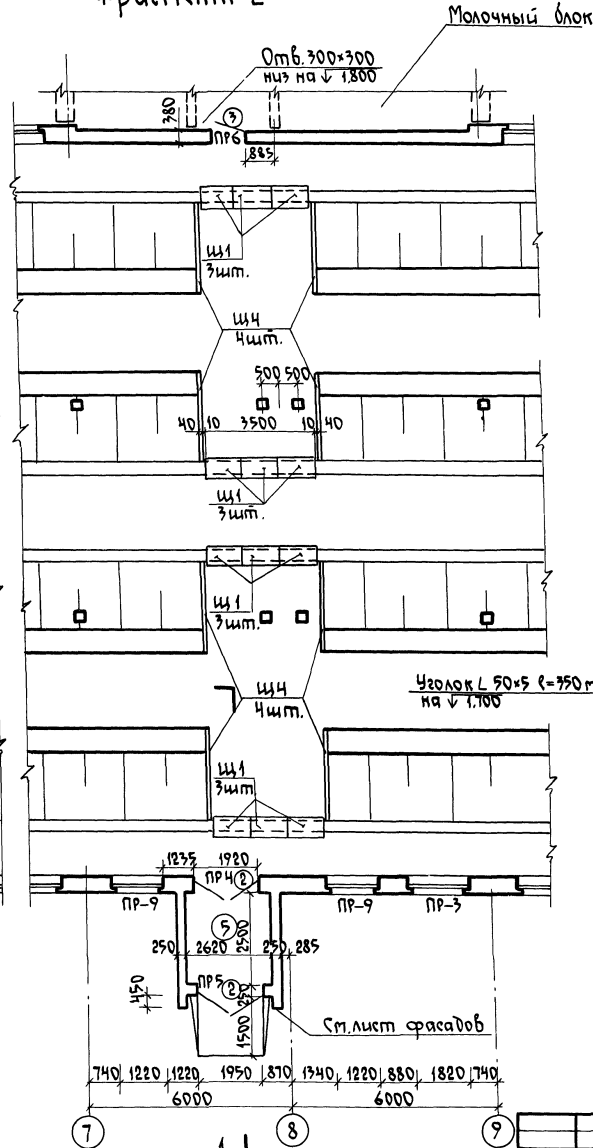 Молочный блок
Отв. 300×300
низ на ↓ 1.800
380
3
ПР6
885
Щ1
3шт.
Щ4
4шт.
500 500
40 10 3500 10 40
Щ1
3шт.
Щ1
3шт.
Уголок L 50×5 ℓ=350
на ↓ 1.700
Щ4
4шт.
Щ1
3шт
1235 1920
ПР4 2
ПР-9 ПР-9 ПР-3
5
2500
250 2620 250 285
ПР5 2
450
250
1500
См. лист фасадов
740 1220 1220 1950 870 1340 1220 880 1820 740
6000 6000
7 8 9